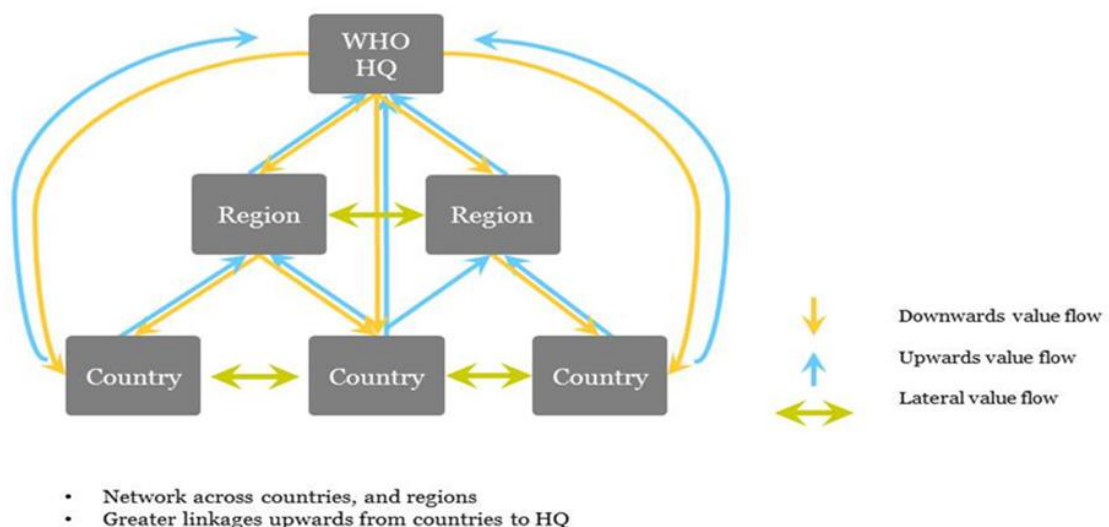 WHO
HQ
Region
Region
Country
Country
Country
Downwards value flow
Upwards value flow
Lateral value flow
• Network across countries, and regions
• Greater linkages upwards from countries to HQ